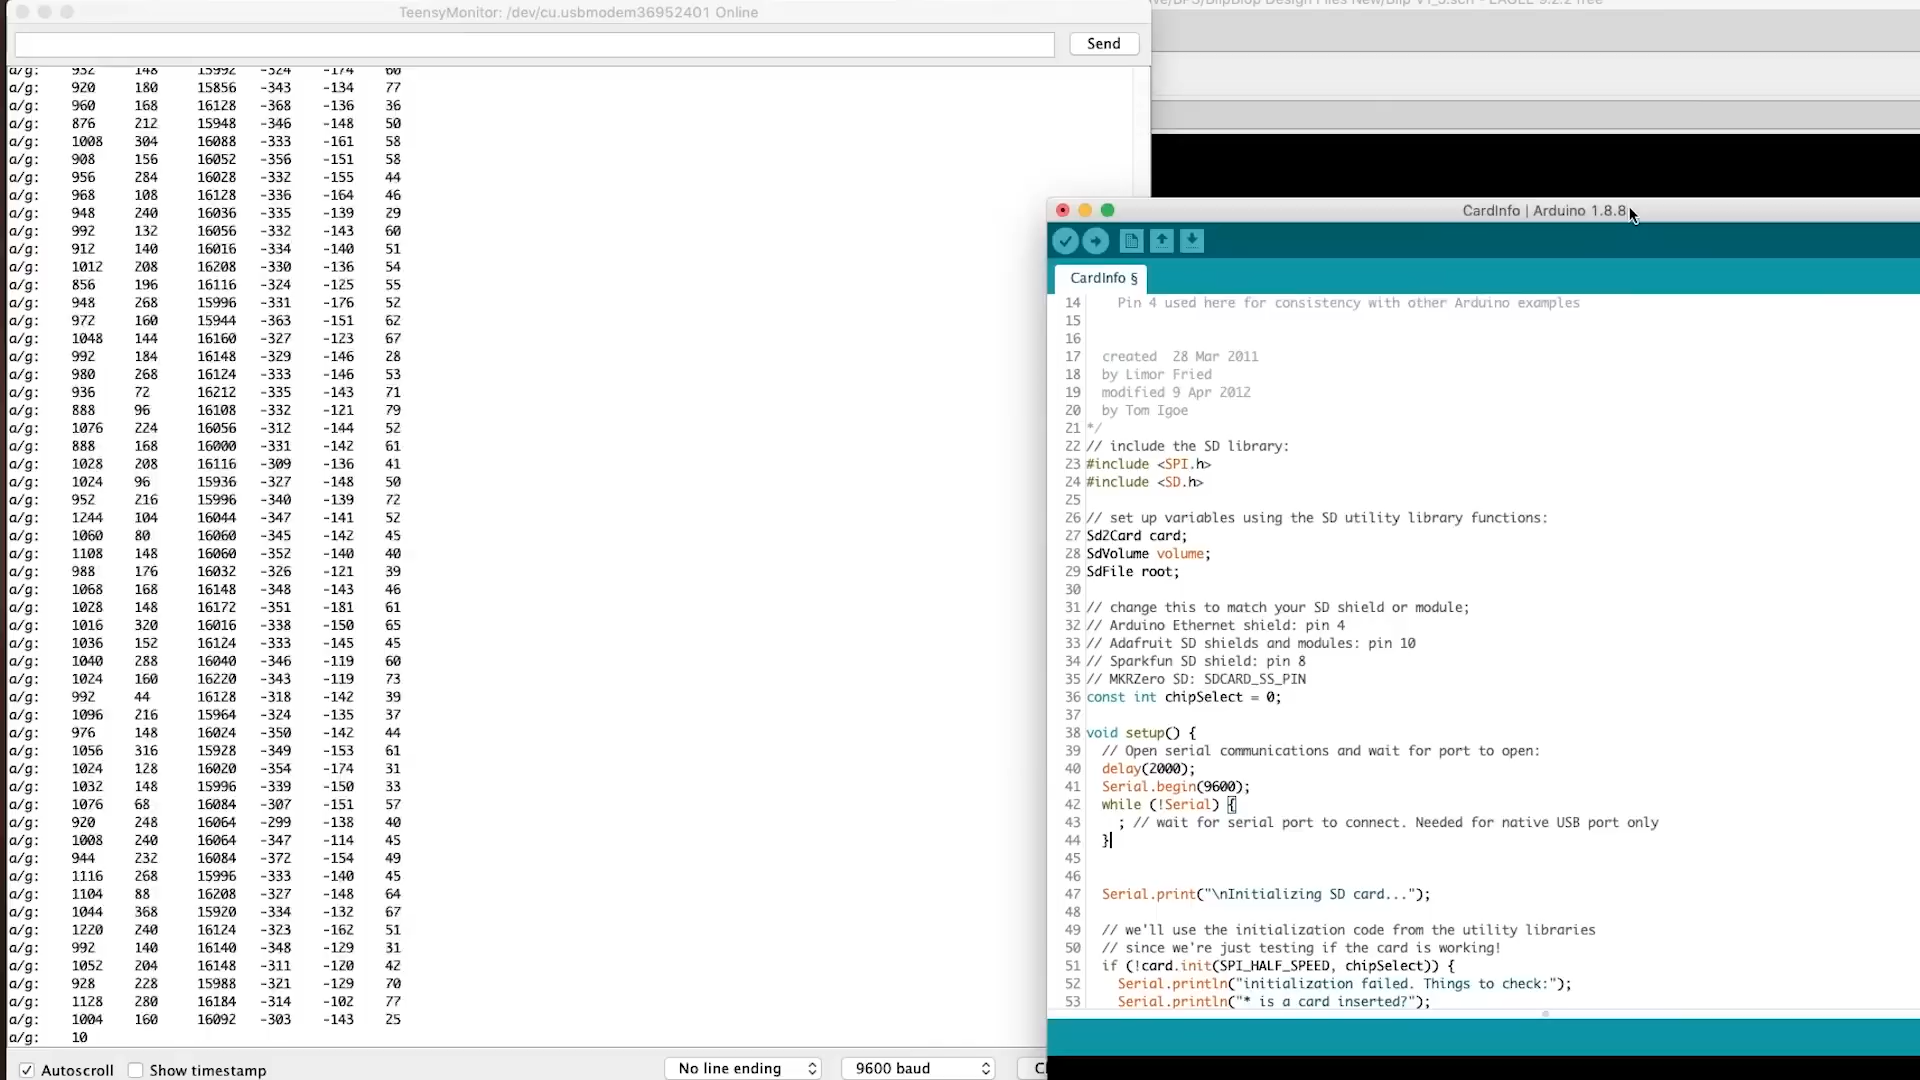 TeensyMonitor: /dev/cu.usbmodem36952401 Online
Send
a/g: 932 148 15992 -324 -174 60
a/g: 920 180 15856 -343 -134 77
a/g: 960 168 16128 -368 -136 36
a/g: 876 212 15948 -346 -148 50
a/g: 1008 304 16088 -333 -161 58
a/g: 908 156 16052 -356 -151 58
a/g: 956 284 16028 -332 -155 44
a/g: 968 108 16128 -336 -164 46
a/g: 948 240 16036 -335 -139 29
a/g: 992 132 16056 -332 -143 60
a/g: 912 140 16016 -334 -140 51
a/g: 1012 208 16208 -330 -136 54
a/g: 856 196 16116 -324 -125 55
a/g: 948 268 15996 -331 -176 52
a/g: 972 160 15944 -363 -151 62
a/g: 1048 144 16160 -327 -123 67
a/g: 992 184 16148 -329 -146 28
a/g: 980 268 16124 -333 -146 53
a/g: 936 72 16212 -335 -143 71
a/g: 888 96 16108 -332 -121 79
a/g: 1076 224 16056 -312 -144 52
a/g: 888 168 16000 -331 -142 61
a/g: 1028 208 16116 -309 -136 41
a/g: 1024 96 15936 -327 -148 50
a/g: 952 216 15996 -340 -139 72
a/g: 1244 104 16044 -347 -141 52
a/g: 1060 80 16060 -345 -142 45
a/g: 1108 148 16060 -352 -140 40
a/g: 988 176 16032 -326 -121 39
a/g: 1068 168 16148 -348 -143 46
a/g: 1028 148 16172 -351 -181 61
a/g: 1016 320 16016 -338 -150 65
a/g: 1036 152 16124 -333 -145 45
a/g: 1040 288 16040 -346 -119 60
a/g: 1024 160 16220 -343 -119 73
a/g: 992 44 16128 -318 -142 39
a/g: 1096 216 15964 -324 -135 37
a/g: 976 148 16024 -350 -142 44
a/g: 1056 316 15928 -349 -153 61
a/g: 1024 128 16020 -354 -174 31
a/g: 1032 148 15996 -339 -150 33
a/g: 1076 68 16084 -307 -151 57
a/g: 920 248 16064 -299 -138 40
a/g: 1008 240 16064 -347 -114 45
a/g: 944 232 16084 -372 -154 49
a/g: 1116 268 15996 -333 -140 45
a/g: 1104 88 16208 -327 -148 64
a/g: 1044 368 15920 -334 -132 67
a/g: 1220 240 16124 -323 -162 51
a/g: 992 140 16140 -348 -129 31
a/g: 1052 204 16148 -311 -120 42
a/g: 928 228 15988 -321 -129 70
a/g: 1128 280 16184 -314 -102 77
a/g: 1004 160 16092 -303 -143 25
a/g: 10
Autoscroll Show timestamp No line ending 9600 baud
CardInfo | Arduino 1.8.8
CardInfo §
14 Pin 4 used here for consistency with other Arduino examples
15
16
17 created 28 Mar 2011
18 by Limor Fried
19 modified 9 Apr 2012
20 by Tom Igoe
21 */
22 // include the SD library:
23 #include <SPI.h>
24 #include <SD.h>
25
26 // set up variables using the SD utility library functions:
27 Sd2Card card;
28 SdVolume volume;
29 SdFile root;
30
31 // change this to match your SD shield or module;
32 // Arduino Ethernet shield: pin 4
33 // Adafruit SD shields and modules: pin 10
34 // Sparkfun SD shield: pin 8
35 // MKRZero SD: SDCARD_SS_PIN
36 const int chipSelect = 0;
37
38 void setup() {
39 // Open serial communications and wait for port to open:
40 delay(2000);
41 Serial.begin(9600);
42 while (!Serial) {
43 ; // wait for serial port to connect. Needed for native USB port only
44 }
45
46
47 Serial.print("\nInitializing SD card...");
48
49 // we'll use the initialization code from the utility libraries
50 // since we're just testing if the card is working!
51 if (!card.init(SPI_HALF_SPEED, chipSelect)) {
52 Serial.println("initialization failed. Things to check:");
53 Serial.println("* is a card inserted?");